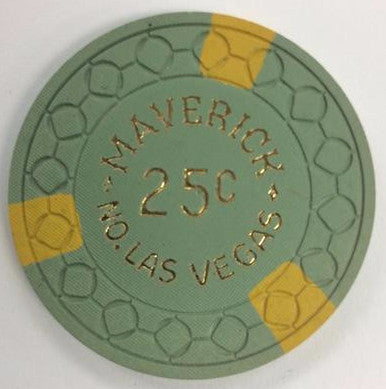 MAVERICK
25¢
NO. LAS VEGAS